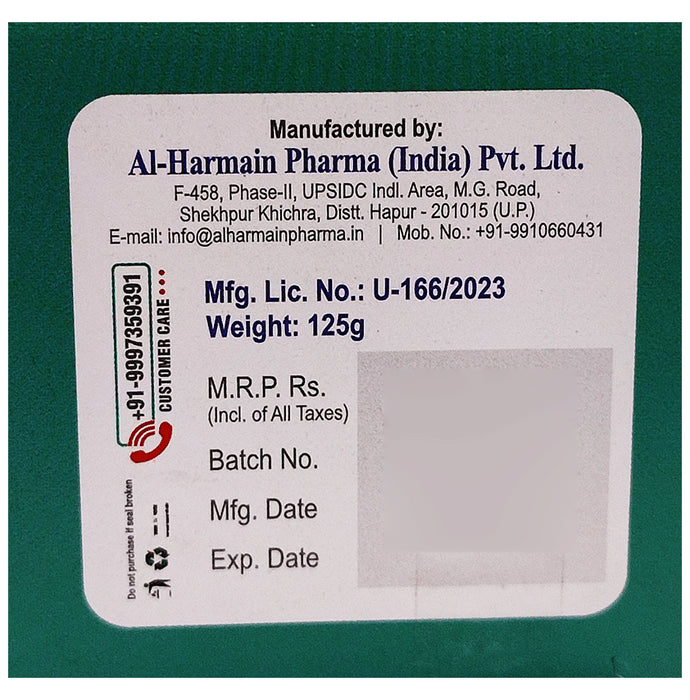 Manufactured by:
Al-Harmain Pharma (India) Pvt. Ltd.
F-458, Phase-II, UPSIDC Indl. Area, M.G. Road,
Shekhpur Khichra, Distt. Hapur - 201015 (U.P.)
E-mail: info@alharmainpharma.in | Mob. No.: +91-9910660431
+91-9997359391
CUSTOMER CARE
Mfg. Lic. No.: U-166/2023
Weight: 125g
M.R.P. Rs.
(Incl. of All Taxes)
Batch No.
Mfg. Date
Exp. Date
Do not purchase if seal broken